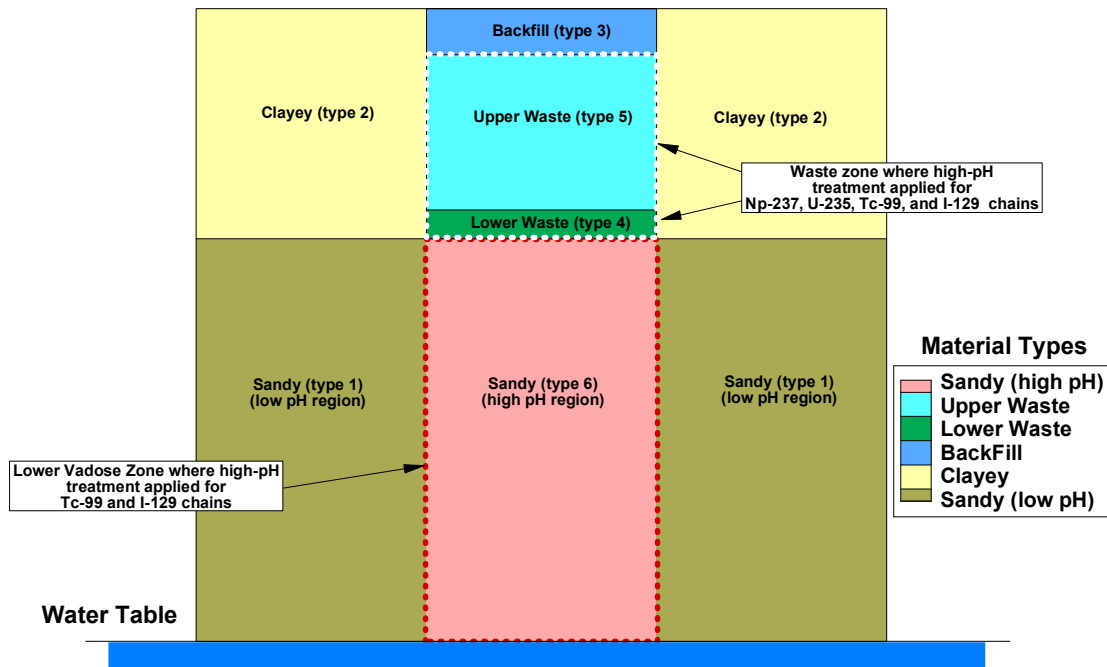 Backfill (type 3)
Clayey (type 2)
Upper Waste (type 5)
Clayey (type 2)
Waste zone where high-pH
treatment applied for
Np-237, U-235, Tc-99, and I-129 chains
Lower Waste (type 4)
Sandy (type 1)
(low pH region)
Sandy (type 6)
(high pH region)
Sandy (type 1)
(low pH region)
Lower Vadose Zone where high-pH
treatment applied for
Tc-99 and I-129 chains
Material Types
Sandy (high pH)
Upper Waste
Lower Waste
BackFill
Clayey
Sandy (low pH)
Water Table